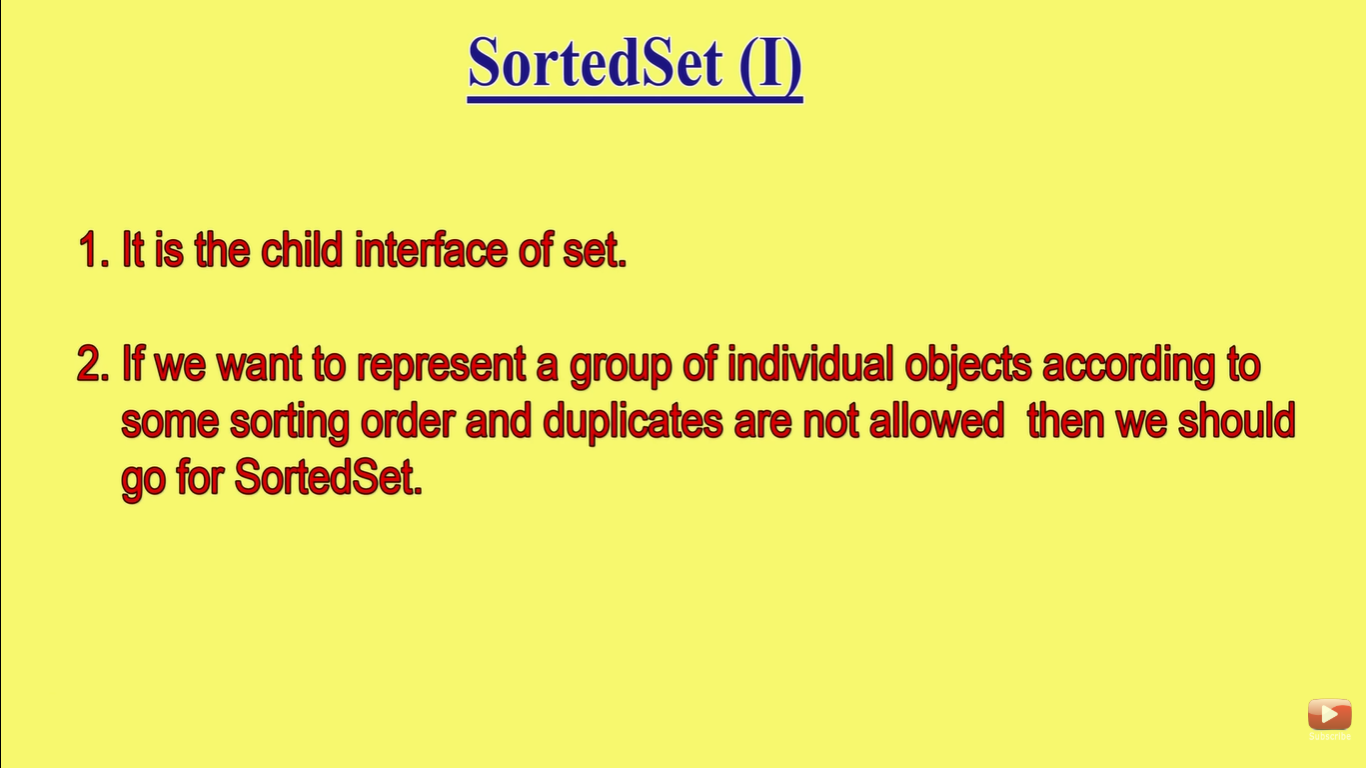 SortedSet (I)
1. It is the child interface of set.
2. If we want to represent a group of individual objects according to
some sorting order and duplicates are not allowed  then we should
go for SortedSet.
Subscribe